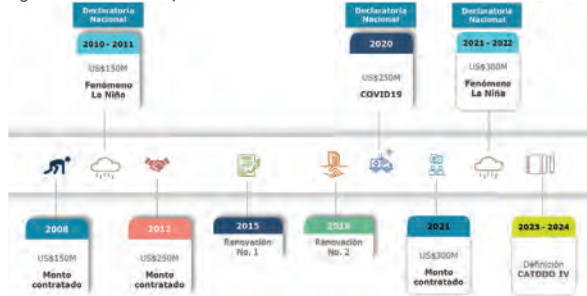 Declaratoria
Nacional
2010 - 2011
US$150M
Fenómeno
La Niña
Declaratoria
Nacional
2020
US$250M
COVID19
Declaratoria
Nacional
2021 - 2022
US$300M
Fenómeno
La Niña
2008
US$150M
Monto
contratado
2012
US$250M
Monto
contratado
2015
Renovación
No. 1
Renovación
No. 2
2021
US$300M
Monto
contratado
2023 - 2024
Definición
CATDDO IV